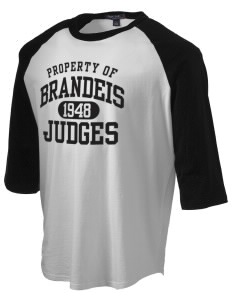 PROPERTY OF
BRANDEIS
1948
JUDGES